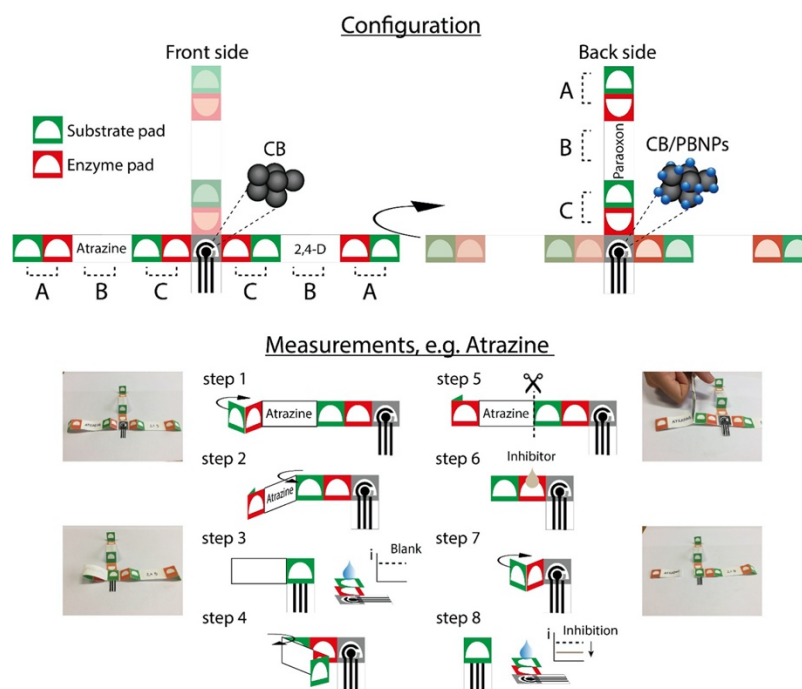 Configuration
Front side
Back side
Substrate pad
Enzyme pad
CB
A
B
C
Paraoxon
CB/PBNPs
Atrazine
2,4-D
A
B
C
C
B
A
Measurements, e.g. Atrazine
step 1
Atrazine
step 2
Atrazine
step 3
i
Blank
step 4
step 5
Atrazine
step 6
Inhibitor
step 7
step 8
i
Inhibition